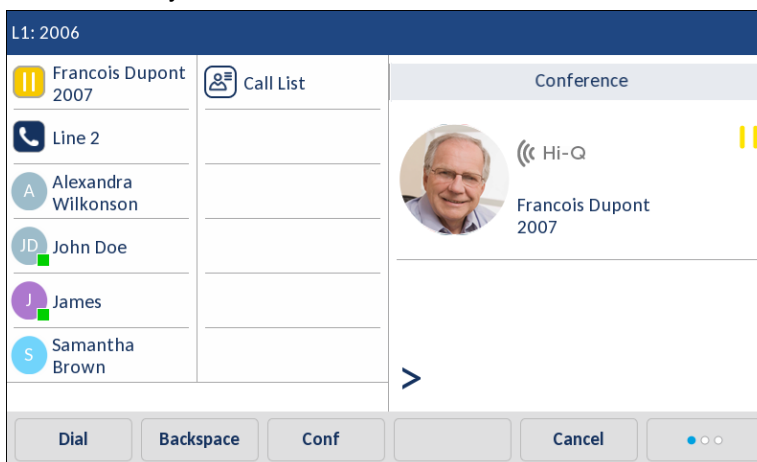 L1: 2006
Francois Dupont
2007
Call List
Line 2
A
Alexandra
Wilkonson
JD
John Doe
J
James
S
Samantha
Brown
Conference
Hi-Q
Francois Dupont
2007
>
Dial
Backspace
Conf
Cancel